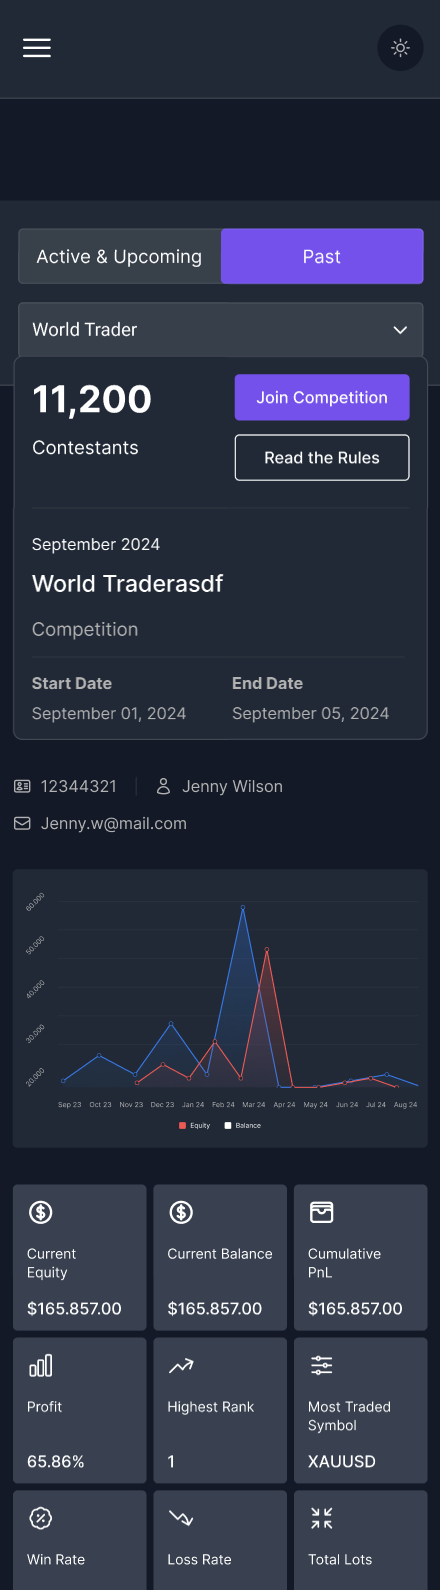 Active & Upcoming
Past
World Trader
11,200
Contestants
Join Competition
Read the Rules
September 2024
World Traderasdf
Competition
Start Date
End Date
September 01, 2024
September 05, 2024
12344321
Jenny Wilson
Jenny.w@mail.com
60.000
50.000
40.000
30.000
20.000
Sep 23 Oct 23 Nov 23 Dec 23 Jan 24 Feb 24 Mar 24 Apr 24 May 24 Jun 24 Jul 24 Aug 24
Equity
Balance
Current
Equity
$165.857.00
Current Balance
$165.857.00
Cumulative
PnL
$165.857.00
Profit
65.86%
Highest Rank
1
Most Traded
Symbol
XAUUSD
Win Rate
Loss Rate
Total Lots